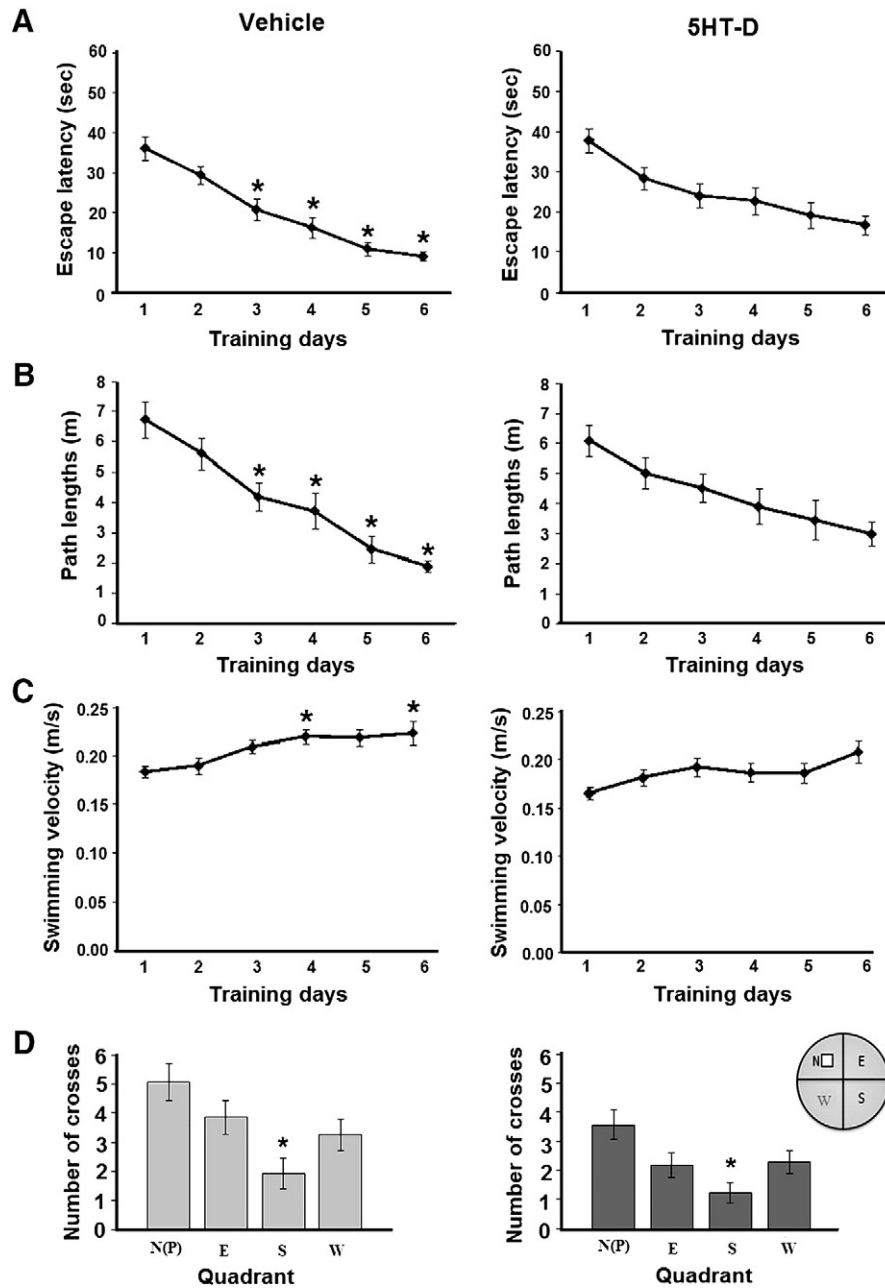 A
Vehicle
5HT-D
Escape latency (sec)
60
50
40
30
20
10
0
* * * *
1 2 3 4 5 6
Training days
Escape latency (sec)
60
50
40
30
20
10
0
1 2 3 4 5 6
Training days
B
Path lengths (m)
8
7
6
5
4
3
2
1
0
* * * *
1 2 3 4 5 6
Training days
Path lengths (m)
8
7
6
5
4
3
2
1
0
1 2 3 4 5 6
Training days
C
Swimming velocity (m/s)
0.25
0.20
0.15
0.10
0.05
0.00
* *
1 2 3 4 5 6
Training days
Swimming velocity (m/s)
0.25
0.20
0.15
0.10
0.05
0.00
1 2 3 4 5 6
Training days
D
Number of crosses
6
5
4
3
2
1
0
*
N(P) E S W
Quadrant
Number of crosses
6
5
4
3
2
1
0
*
N(P) E S W
Quadrant
N E
W S